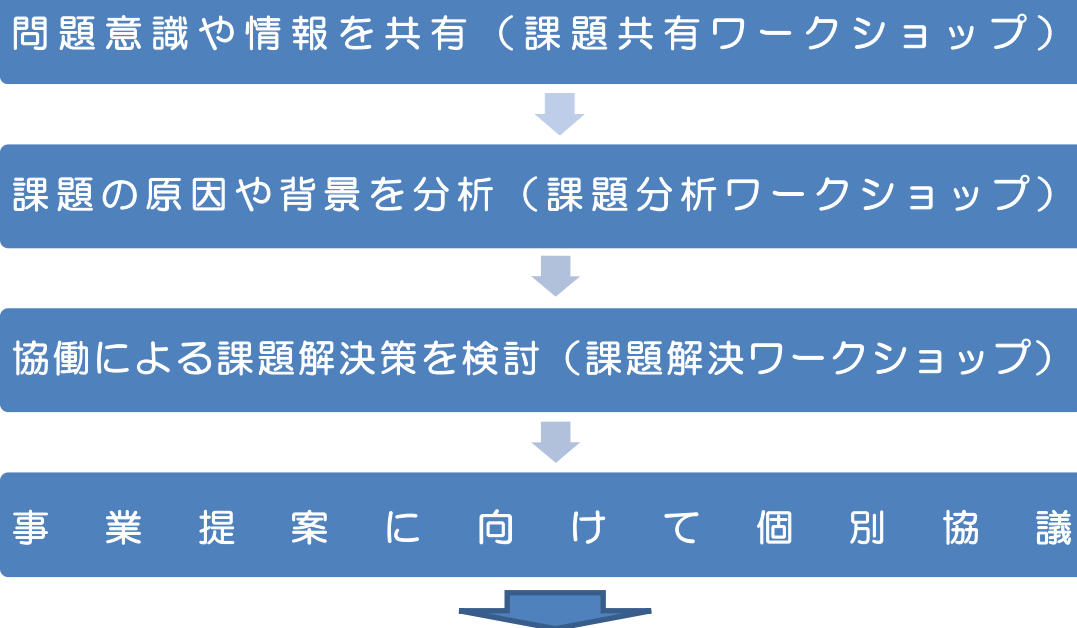 問題意識や情報を共有（課題共有ワークショップ）
課題の原因や背景を分析（課題分析ワークショップ）
協働による課題解決策を検討（課題解決ワークショップ）
事業提案に向けて個別協議